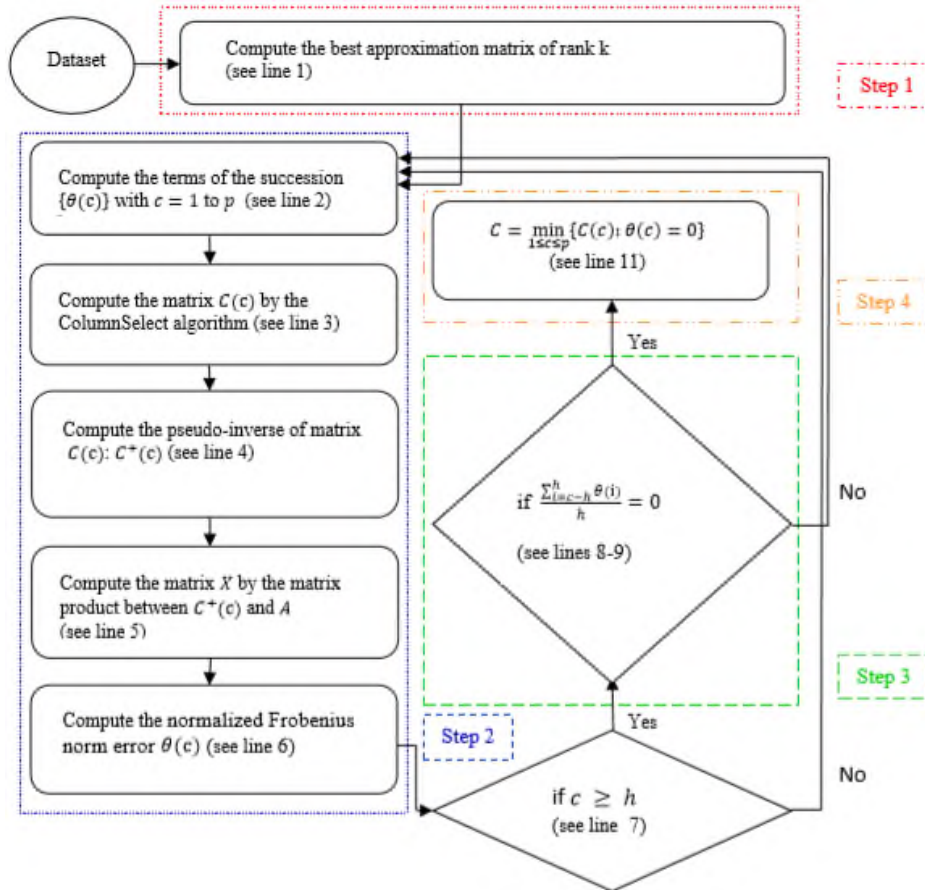 Dataset
Compute the best approximation matrix of rank k
(see line 1)
Step 1
Compute the terms of the succession
{θ(c)} with c = 1 to p (see line 2)
Compute the matrix C(c) by the
ColumnSelect algorithm (see line 3)
Compute the pseudo-inverse of matrix
C(c): C⁺(c) (see line 4)
Compute the matrix X by the matrix
product between C⁺(c) and A
(see line 5)
Compute the normalized Frobenius
norm error θ(c) (see line 6)
Step 2
if c ≥ h
(see line 7)
Yes
No
if \frac{\sum_{i=c-h}^{h} θ(i)}{h} = 0
(see lines 8-9)
Step 3
Yes
No
C = \min_{1≤c≤p} {C(c): θ(c) = 0}
(see line 11)
Step 4